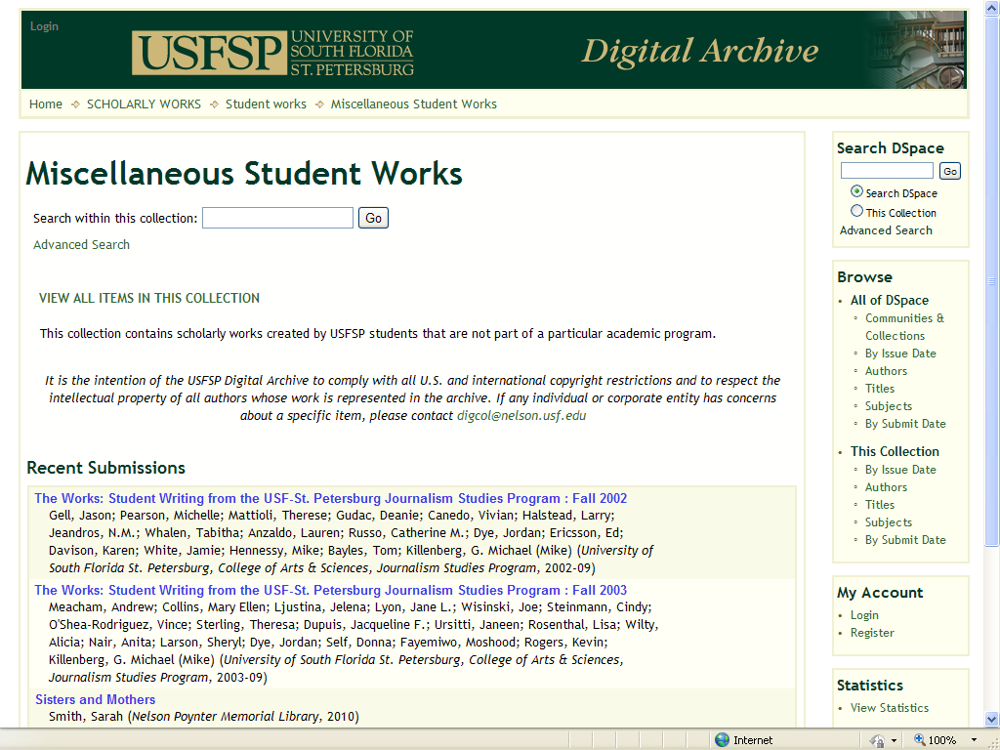 Login
USFSP
UNIVERSITY OF
SOUTH FLORIDA
ST. PETERSBURG
Digital Archive
Home SCHOLARLY WORKS Student works Miscellaneous Student Works
Miscellaneous Student Works
Search within this collection: Go
Advanced Search
VIEW ALL ITEMS IN THIS COLLECTION
This collection contains scholarly works created by USFSP students that are not part of a particular academic program.
It is the intention of the USFSP Digital Archive to comply with all U.S. and international copyright restrictions and to respect the
intellectual property of all authors whose work is represented in the archive. If any individual or corporate entity has concerns
about a specific item, please contact digcol@nelson.usf.edu
Recent Submissions
The Works: Student Writing from the USF-St. Petersburg Journalism Studies Program : Fall 2002
Gell, Jason; Pearson, Michelle; Mattioli, Therese; Gudac, Deanie; Canedo, Vivian; Halstead, Larry;
Jeandros, N.M.; Whalen, Tabitha; Anzaldo, Lauren; Russo, Catherine M.; Dye, Jordan; Ericsson, Ed;
Davison, Karen; White, Jamie; Hennessy, Mike; Bayles, Tom; Killenberg, G. Michael (Mike) (University of
South Florida St. Petersburg, College of Arts & Sciences, Journalism Studies Program, 2002-09)
The Works: Student Writing from the USF-St. Petersburg Journalism Studies Program : Fall 2003
Meacham, Andrew; Collins, Mary Ellen; Ljustina, Jelena; Lyon, Jane L.; Wisinski, Joe; Steinmann, Cindy;
O'Shea-Rodriguez, Vince; Sterling, Theresa; Dupuis, Jacqueline F.; Ursitti, Janeen; Rosenthal, Lisa; Wilty,
Alicia; Nair, Anita; Larson, Sheryl; Dye, Jordan; Self, Donna; Fayemiwo, Moshood; Rogers, Kevin;
Killenberg, G. Michael (Mike) (University of South Florida St. Petersburg, College of Arts & Sciences,
Journalism Studies Program, 2003-09)
Sisters and Mothers
Smith, Sarah (Nelson Poynter Memorial Library, 2010)
Search DSpace
Go
Search DSpace
This Collection
Advanced Search
Browse
All of DSpace
Communities &
Collections
By Issue Date
Authors
Titles
Subjects
By Submit Date
This Collection
By Issue Date
Authors
Titles
Subjects
By Submit Date
My Account
Login
Register
Statistics
View Statistics
Internet 100%